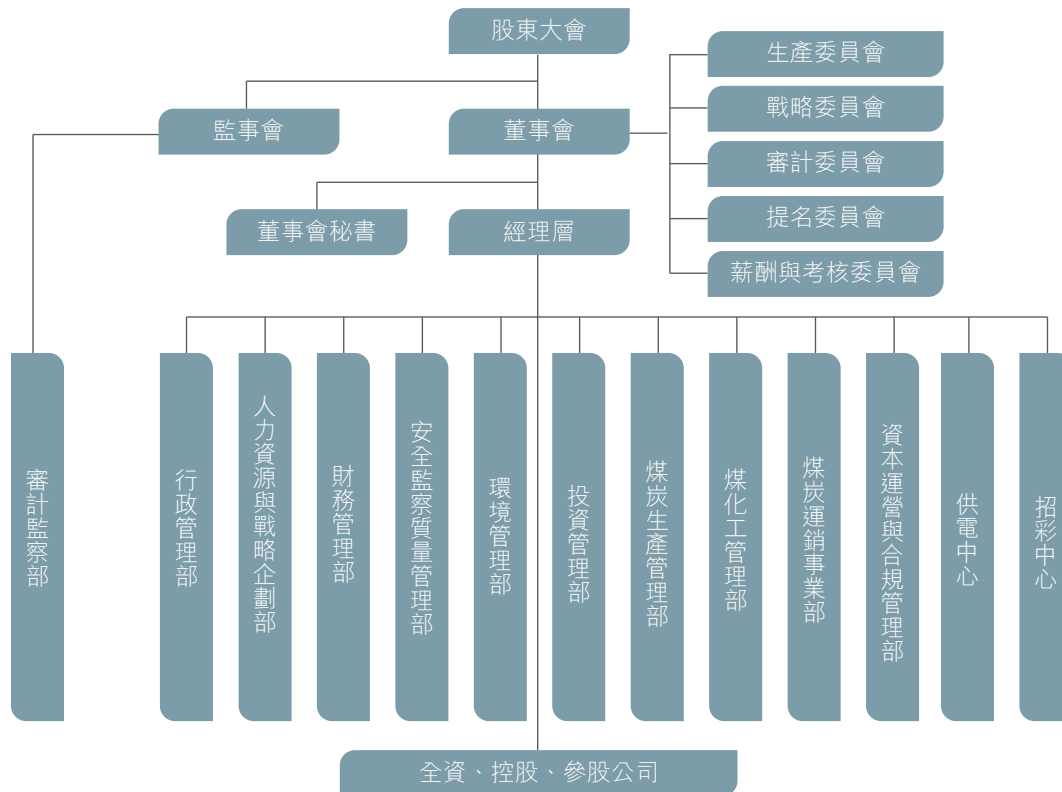 股東大會
生產委員會
戰略委員會
監事會
董事會
審計委員會
提名委員會
董事會秘書
經理層
薪酬與考核委員會
審計監察部
行政管理部
人力資源與戰略企劃部
財務管理部
安全監察質量管理部
環境管理部
投資管理部
煤炭生產管理部
煤化工管理部
煤炭運銷事業部
資本運營與合規管理部
供電中心
招彩中心
全資、控股、參股公司